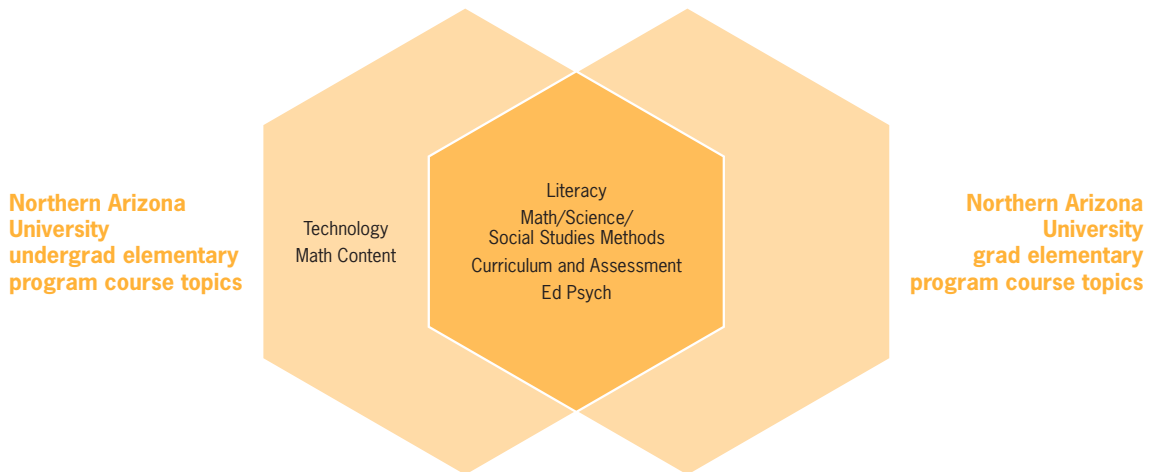 Northern Arizona
University
undergrad elementary
program course topics
Technology
Math Content
Literacy
Math/Science/
Social Studies Methods
Curriculum and Assessment
Ed Psych
Northern Arizona
University
grad elementary
program course topics